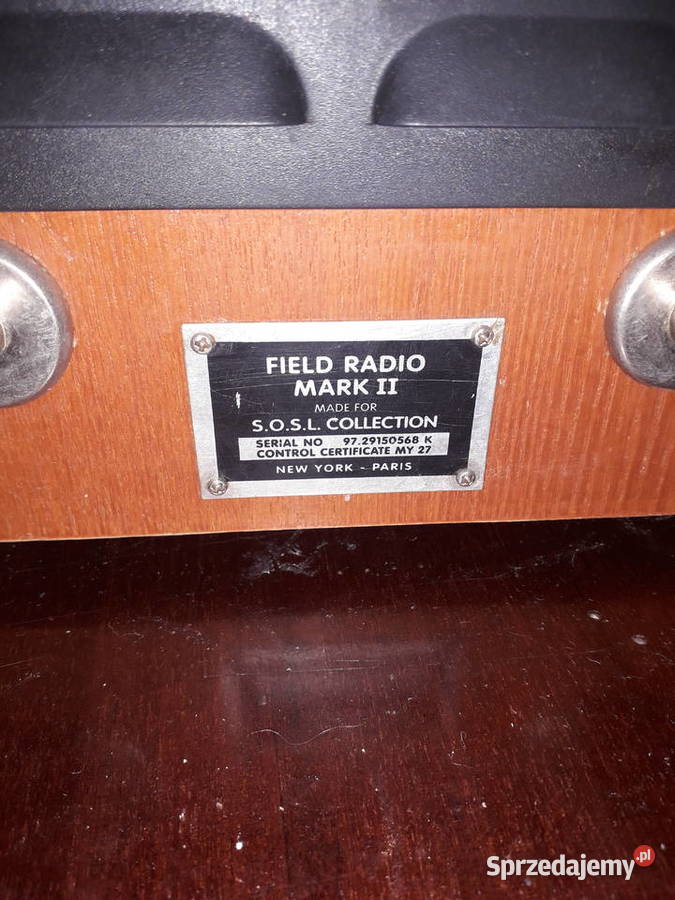 FIELD RADIO
MARK II
MADE FOR
S.O.S.L. COLLECTION
SERIAL NO 97.29150568 K
CONTROL CERTIFICATE MY 27
NEW YORK - PARIS
Sprzedajemy.pl